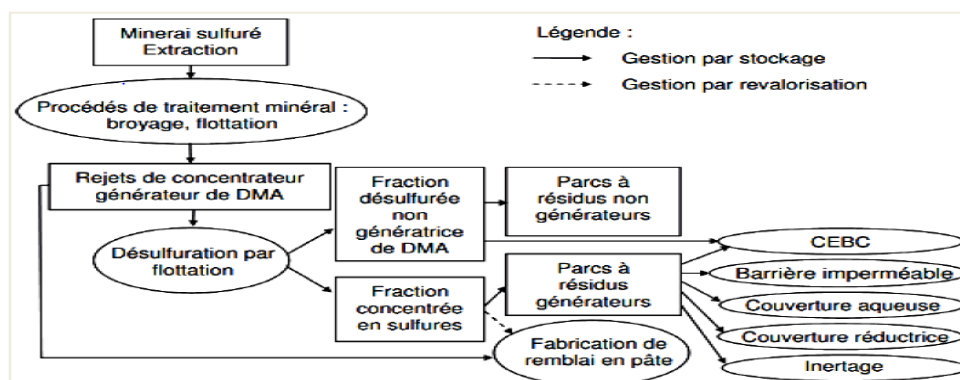 Minerai sulfuré
Extraction
Légende :
Gestion par stockage
Gestion par revalorisation
Procédés de traitement minéral :
broyage, flottation
Rejets de concentrateur
générateur de DMA
Fraction
désulfurée
non
génératrice
de DMA
Parcs à
résidus non
générateurs
Désulfuration par
flottation
CEBC
Barrière imperméable
Couverture aqueuse
Couverture réductrice
Inertage
Fraction
concentrée
en sulfures
Parcs à
résidus
générateurs
Fabrication de
remblai en pâte